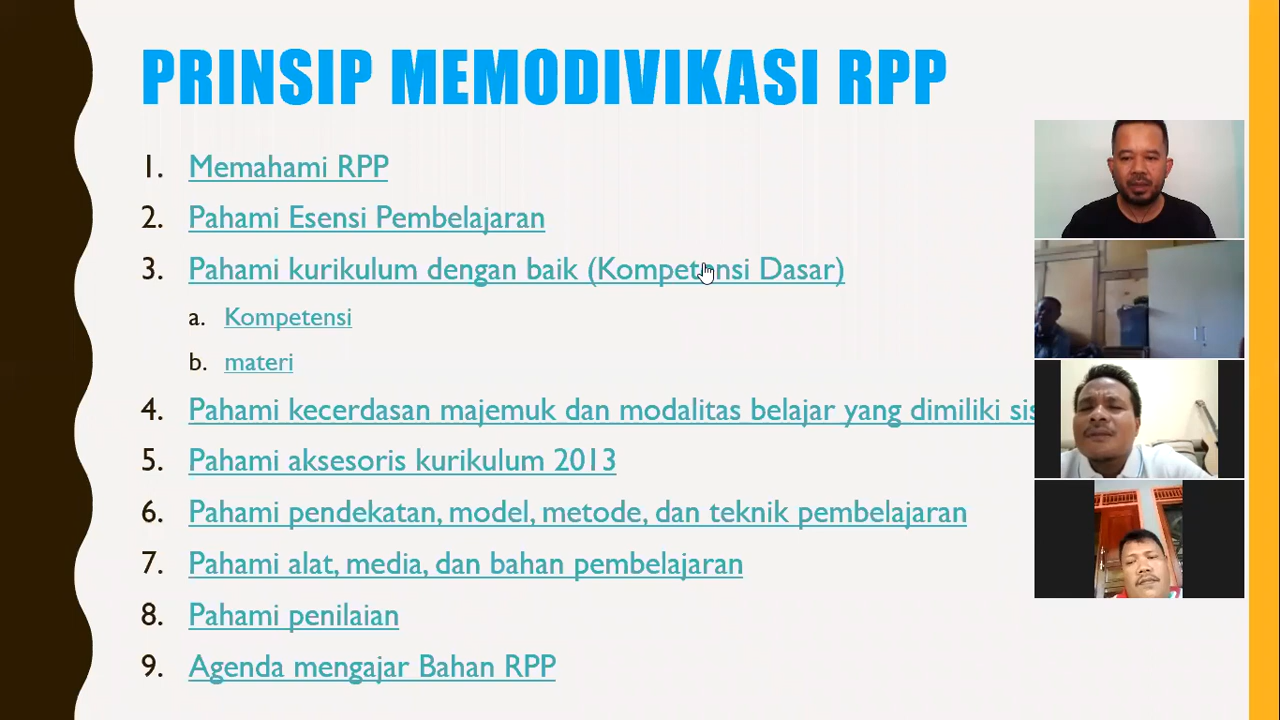 PRINSIP MEMODIVIKASI RPP
1. Memahami RPP
2. Pahami Esensi Pembelajaran
3. Pahami kurikulum dengan baik (Kompetensi Dasar)
a. Kompetensi
b. materi
4. Pahami kecerdasan majemuk dan modalitas belajar yang dimiliki
5. Pahami aksesoris kurikulum 2013
6. Pahami pendekatan, model, metode, dan teknik pembelajaran
7. Pahami alat, media, dan bahan pembelajaran
8. Pahami penilaian
9. Agenda mengajar Bahan RPP